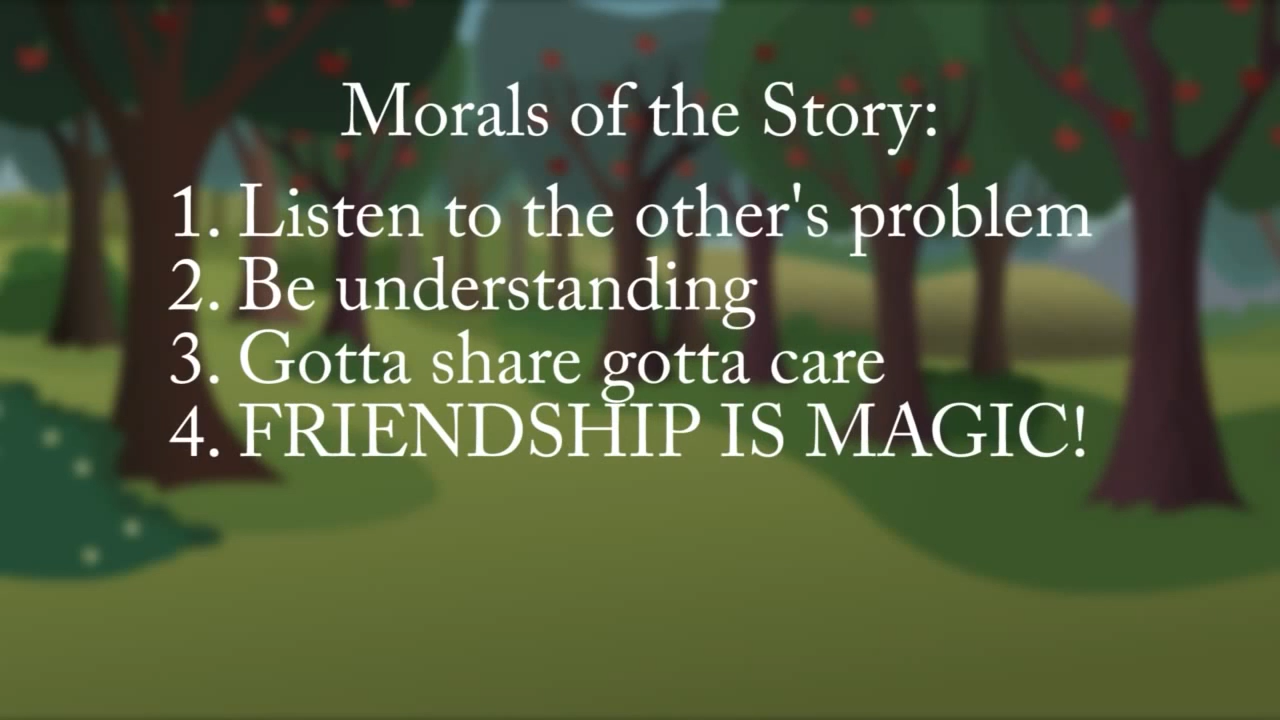 Morals of the Story:
1. Listen to the other's problem
2. Be understanding
3. Gotta share gotta care
4. FRIENDSHIP IS MAGIC!